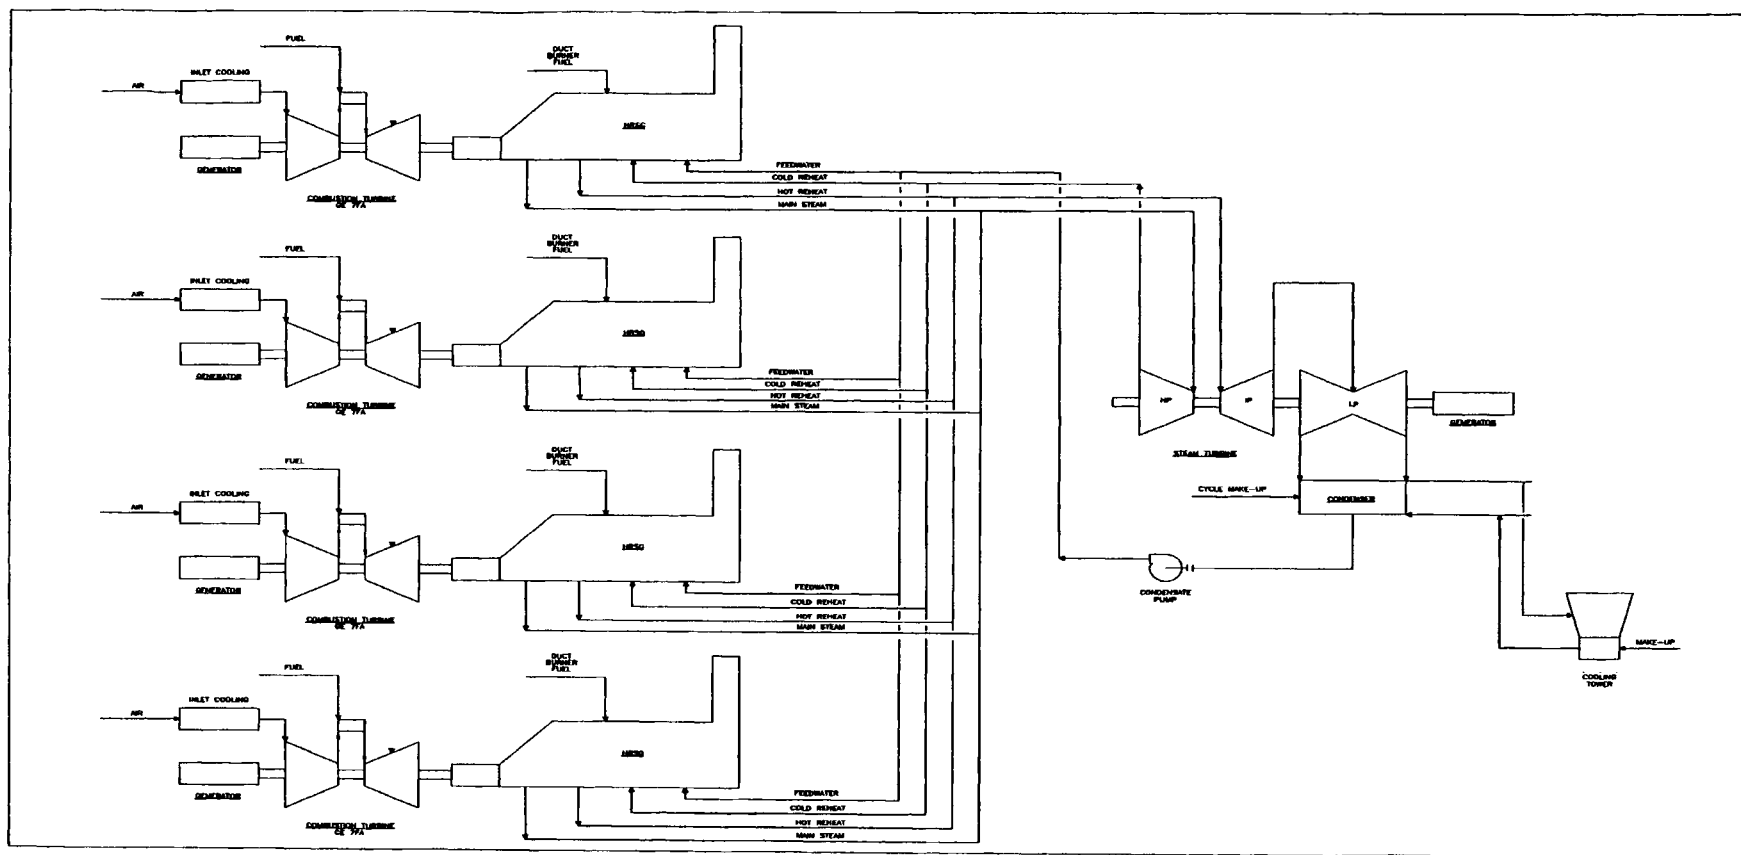 FUEL
DUCT
BURNER
FUEL
INLET COOLING
AIR
HRSG
GENERATOR
COMBUSTION TURBINE
GE 7FA
FEEDWATER
COLD REHEAT
HOT REHEAT
MAIN STEAM
FUEL
DUCT
BURNER
FUEL
INLET COOLING
AIR
HRSG
GENERATOR
COMBUSTION TURBINE
GE 7FA
FEEDWATER
COLD REHEAT
HOT REHEAT
MAIN STEAM
HP
IP
LP
GENERATOR
STEAM TURBINE
CYCLE MAKE-UP
CONDENSER
CONDENSATE
PUMP
MAKE-UP
COOLING
TOWER
FUEL
DUCT
BURNER
FUEL
INLET COOLING
AIR
HRSG
GENERATOR
COMBUSTION TURBINE
GE 7FA
FEEDWATER
COLD REHEAT
HOT REHEAT
MAIN STEAM
FUEL
DUCT
BURNER
FUEL
INLET COOLING
AIR
HRSG
GENERATOR
COMBUSTION TURBINE
GE 7FA
FEEDWATER
COLD REHEAT
HOT REHEAT
MAIN STEAM